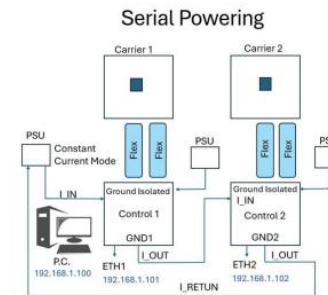 Serial Powering
Carrier 1
Carrier 2
Flex
Flex
Flex
Flex
PSU
Constant
Current Mode
PSU
I_IN
Ground Isolated
Control 1
GND1
Ground Isolated
I_IN
Control 2
GND2
P.C.
192.168.1.100
ETH1
192.168.1.101
I_OUT
ETH2
192.168.1.102
I_OUT
I_RETUN